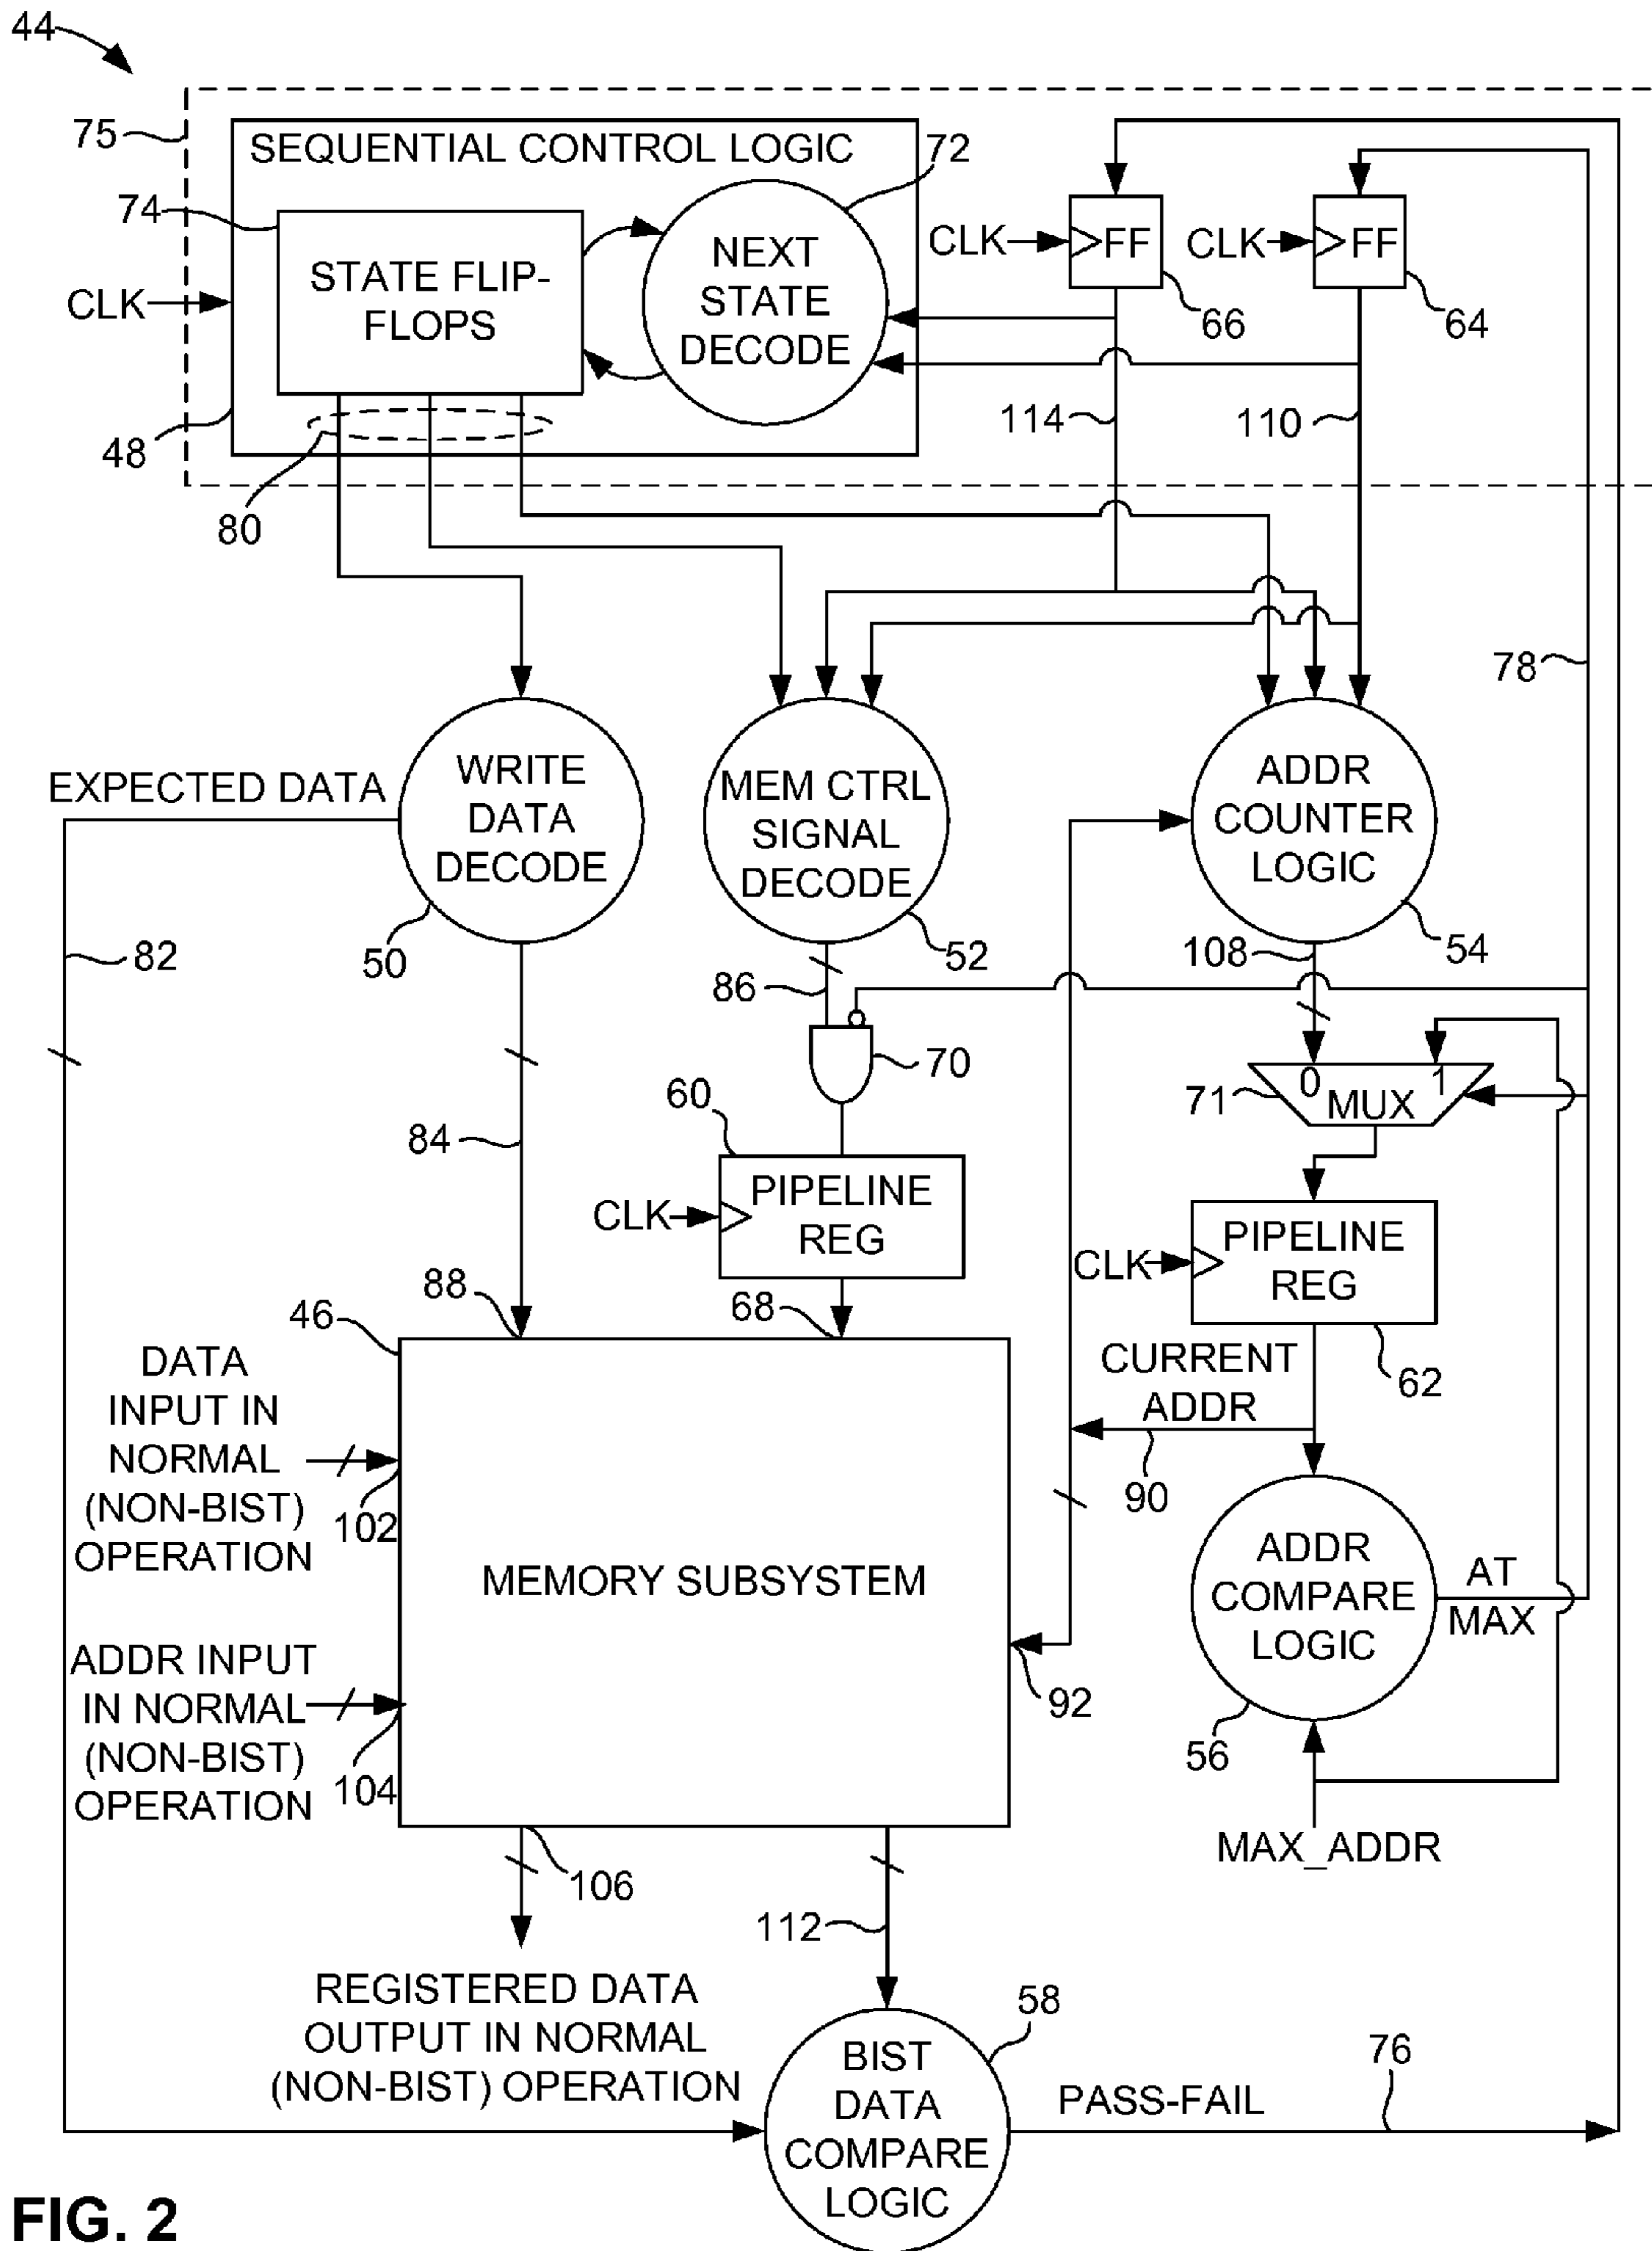 44
75
SEQUENTIAL CONTROL LOGIC
72
74
STATE FLIP-
FLOPS
NEXT
STATE
DECODE
CLK
CLK
FF
CLK
FF
66
64
48
80
114
110
78
EXPECTED DATA
WRITE
DATA
DECODE
MEM CTRL
SIGNAL
DECODE
ADDR
COUNTER
LOGIC
82
50
52
108
54
86
70
60
71
0
1
MUX
84
CLK
PIPELINE
REG
CLK
PIPELINE
REG
88
68
46
62
DATA
INPUT IN
NORMAL
(NON-BIST)
OPERATION
102
CURRENT
ADDR
90
MEMORY SUBSYSTEM
ADDR
COMPARE
LOGIC
AT
MAX
ADDR INPUT
IN NORMAL
(NON-BIST)
OPERATION
104
92
56
MAX_ADDR
106
112
REGISTERED DATA
OUTPUT IN NORMAL
(NON-BIST) OPERATION
58
BIST
DATA
COMPARE
LOGIC
PASS-FAIL
76
FIG. 2